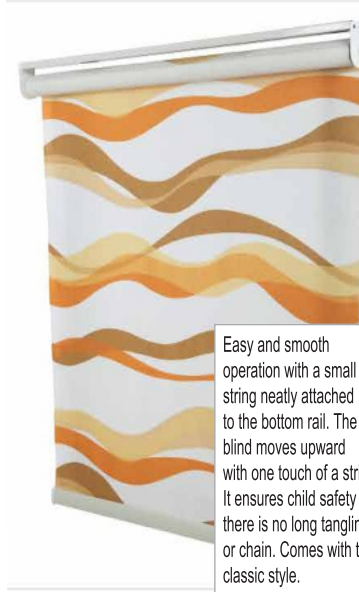 Easy and smooth
operation with a small
string neatly attached
to the bottom rail. The
blind moves upward
with one touch of a
It ensures child safety
there is no long
or chain. Comes with
classic style.